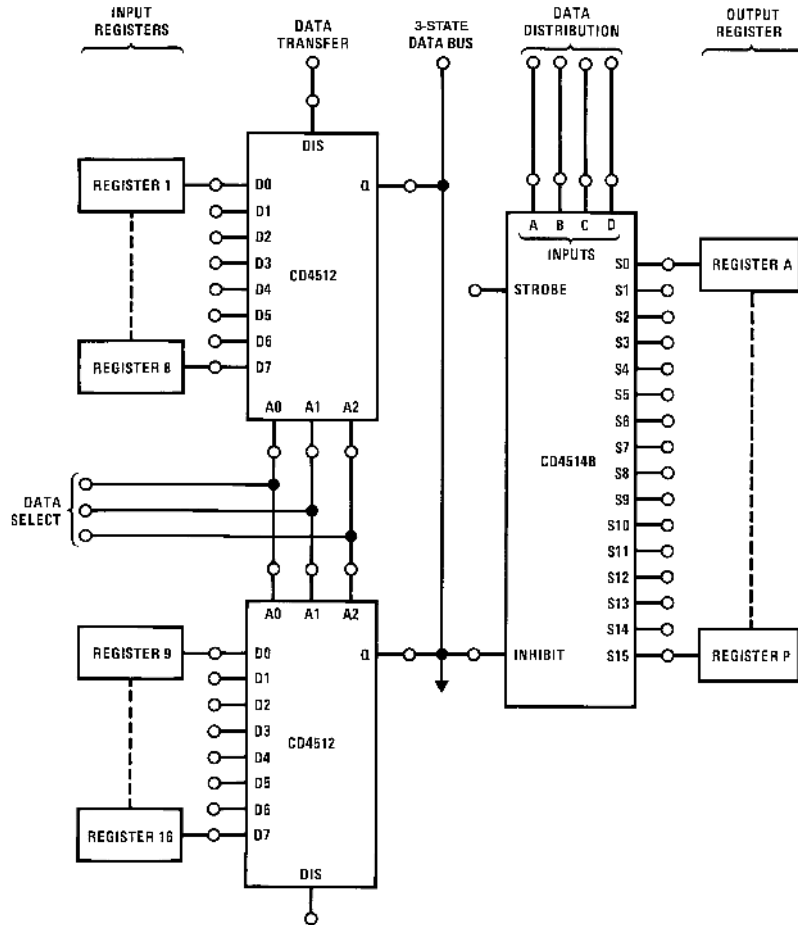 INPUT REGISTERS
DATA TRANSFER
3-STATE DATA BUS
DATA DISTRIBUTION
OUTPUT REGISTER
DIS
REGISTER 1
D0
D1
D2
D3
D4
D5
D6
D7
CD4512
Q
REGISTER 8
A0 A1 A2
A B C D
INPUTS
STROBE
CD4514B
INHIBIT
S0
S1
S2
S3
S4
S5
S6
S7
S8
S9
S10
S11
S12
S13
S14
S15
REGISTER A
REGISTER P
DATA SELECT
A0 A1 A2
REGISTER 9
D0
D1
D2
D3
D4
D5
D6
D7
CD4512
Q
REGISTER 16
DIS